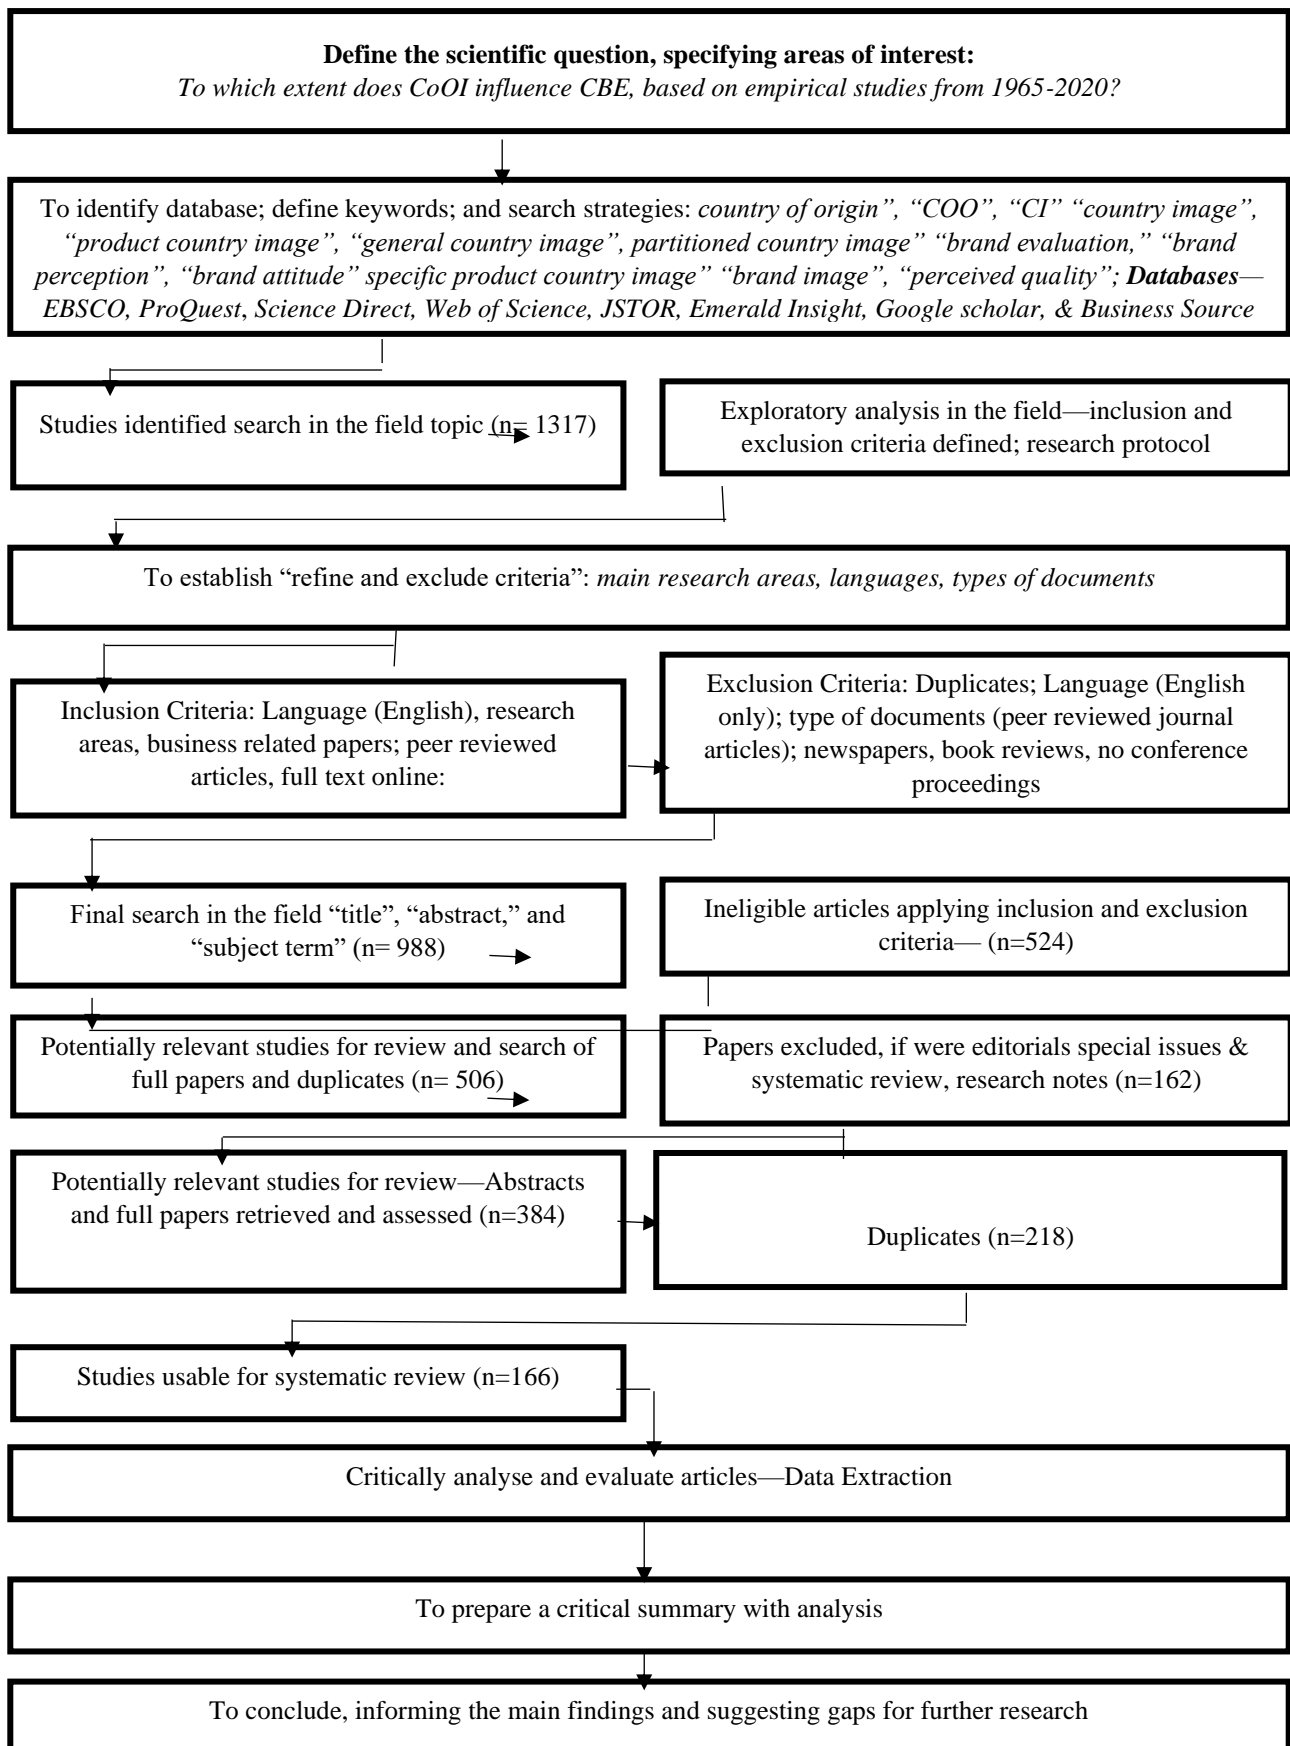 Define the scientific question, specifying areas of interest:
To which extent does CoOI influence CBE, based on empirical studies from 1965-2020?
To identify database; define keywords; and search strategies: country of origin”, “COO”, “CI” “country image”,
“product country image”, “general country image”, partitioned country image” “brand evaluation,” “brand
perception”, “brand attitude” specific product country image” “brand image”, “perceived quality”; Databases—
EBSCO, ProQuest, Science Direct, Web of Science, JSTOR, Emerald Insight, Google scholar, & Business Source
Studies identified search in the field topic (n= 1317)
Exploratory analysis in the field—inclusion and
exclusion criteria defined; research protocol
To establish “refine and exclude criteria”: main research areas, languages, types of documents
Inclusion Criteria: Language (English), research
areas, business related papers; peer reviewed
articles, full text online:
Exclusion Criteria: Duplicates; Language (English
only); type of documents (peer reviewed journal
articles); newspapers, book reviews, no conference
proceedings
Final search in the field “title”, “abstract,” and
“subject term” (n= 988)
Ineligible articles applying inclusion and exclusion
criteria— (n=524)
Potentially relevant studies for review and search of
full papers and duplicates (n= 506)
Papers excluded, if were editorials special issues &
systematic review, research notes (n=162)
Potentially relevant studies for review—Abstracts
and full papers retrieved and assessed (n=384)
Duplicates (n=218)
Studies usable for systematic review (n=166)
Critically analyse and evaluate articles—Data Extraction
To prepare a critical summary with analysis
To conclude, informing the main findings and suggesting gaps for further research